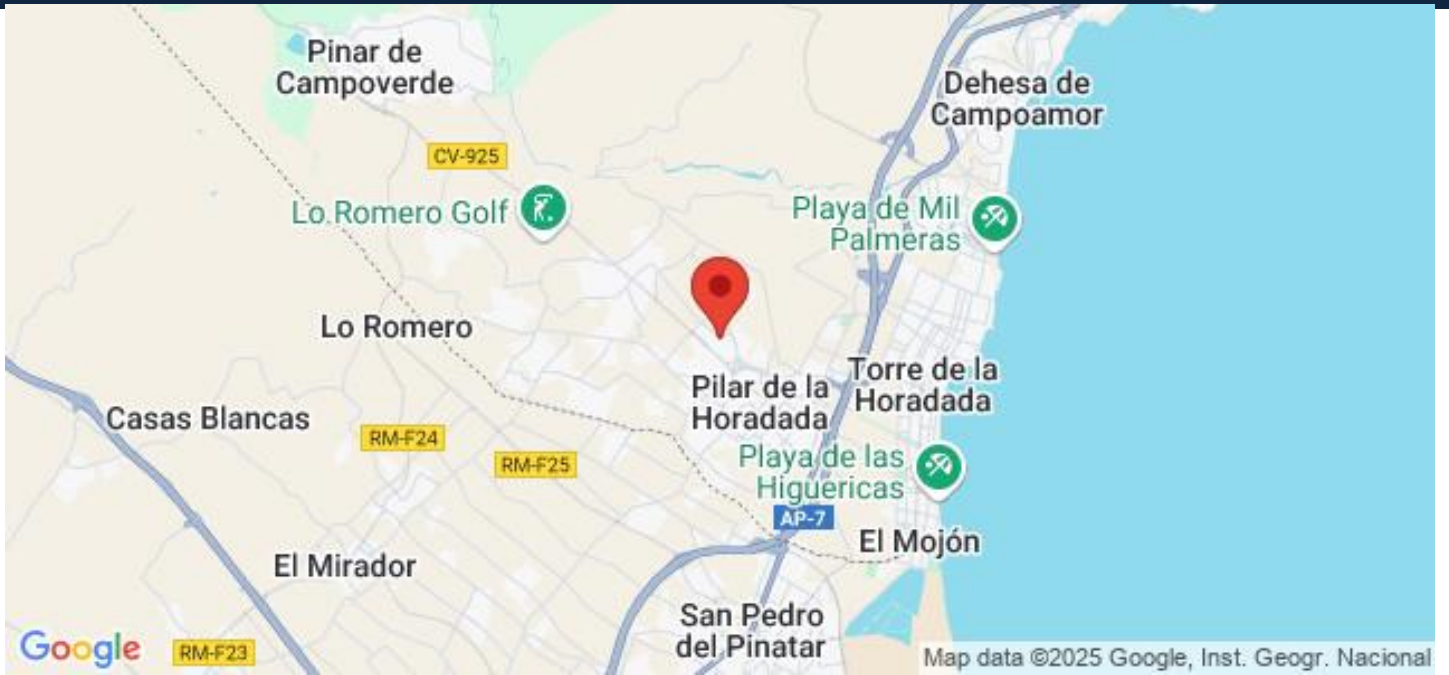 Pinar de
Campoverde
Dehesa de
Campoamor
CV-925
Lo Romero Golf
Playa de Mil
Palmeras
Lo Romero
Pilar de la
Horadada
Torre de la
Horadada
Casas Blancas
RM-F24
RM-F25
Playa de las
Higuericas
AP-7
El Mojón
El Mirador
San Pedro
del Pinatar
Google
RM-F23
Map data ©2025 Google, Inst. Geogr. Nacional